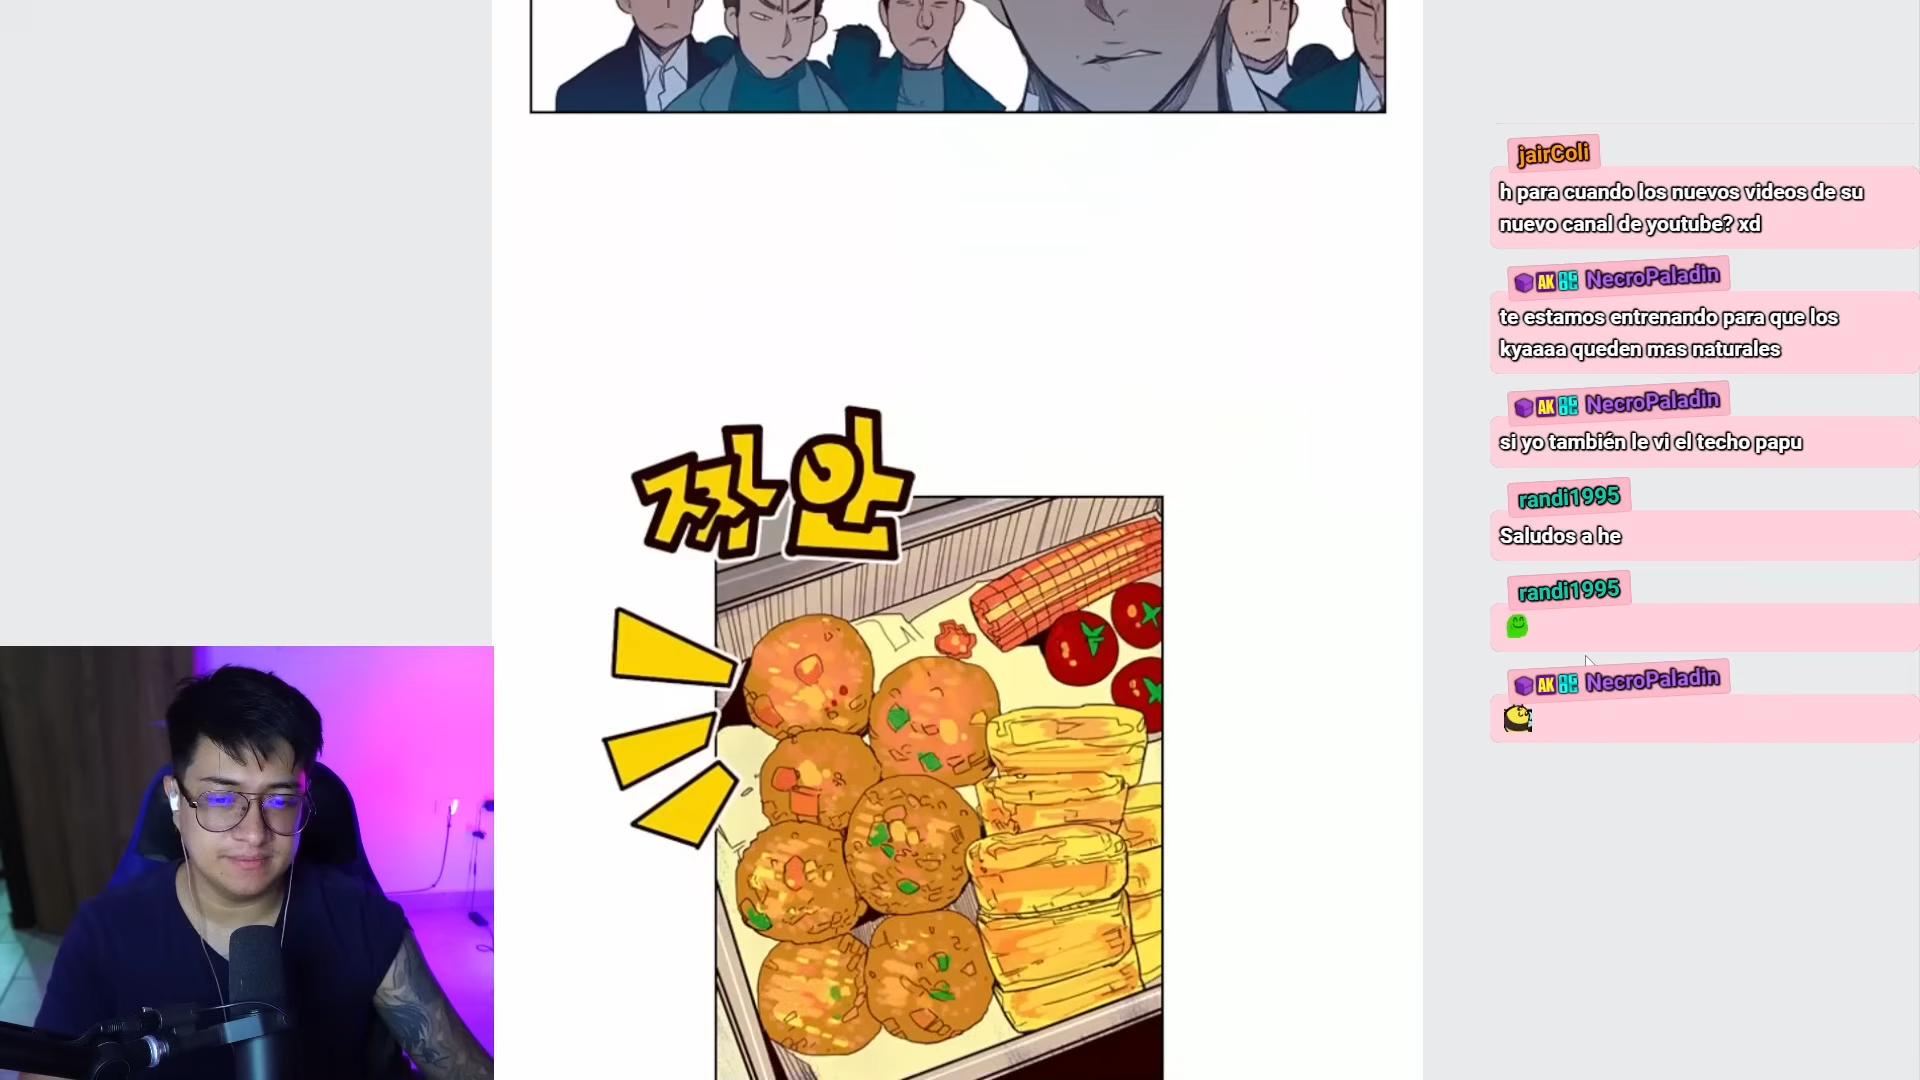 짜안
jairColi
h para cuando los nuevos videos de su
nuevo canal de youtube? xd
AK NecroPaladin
te estamos entrenando para que los
kyaaaa queden mas naturales
AK NecroPaladin
si yo también le vi el techo papu
randi1995
Saludos a he
randi1995
AK NecroPaladin